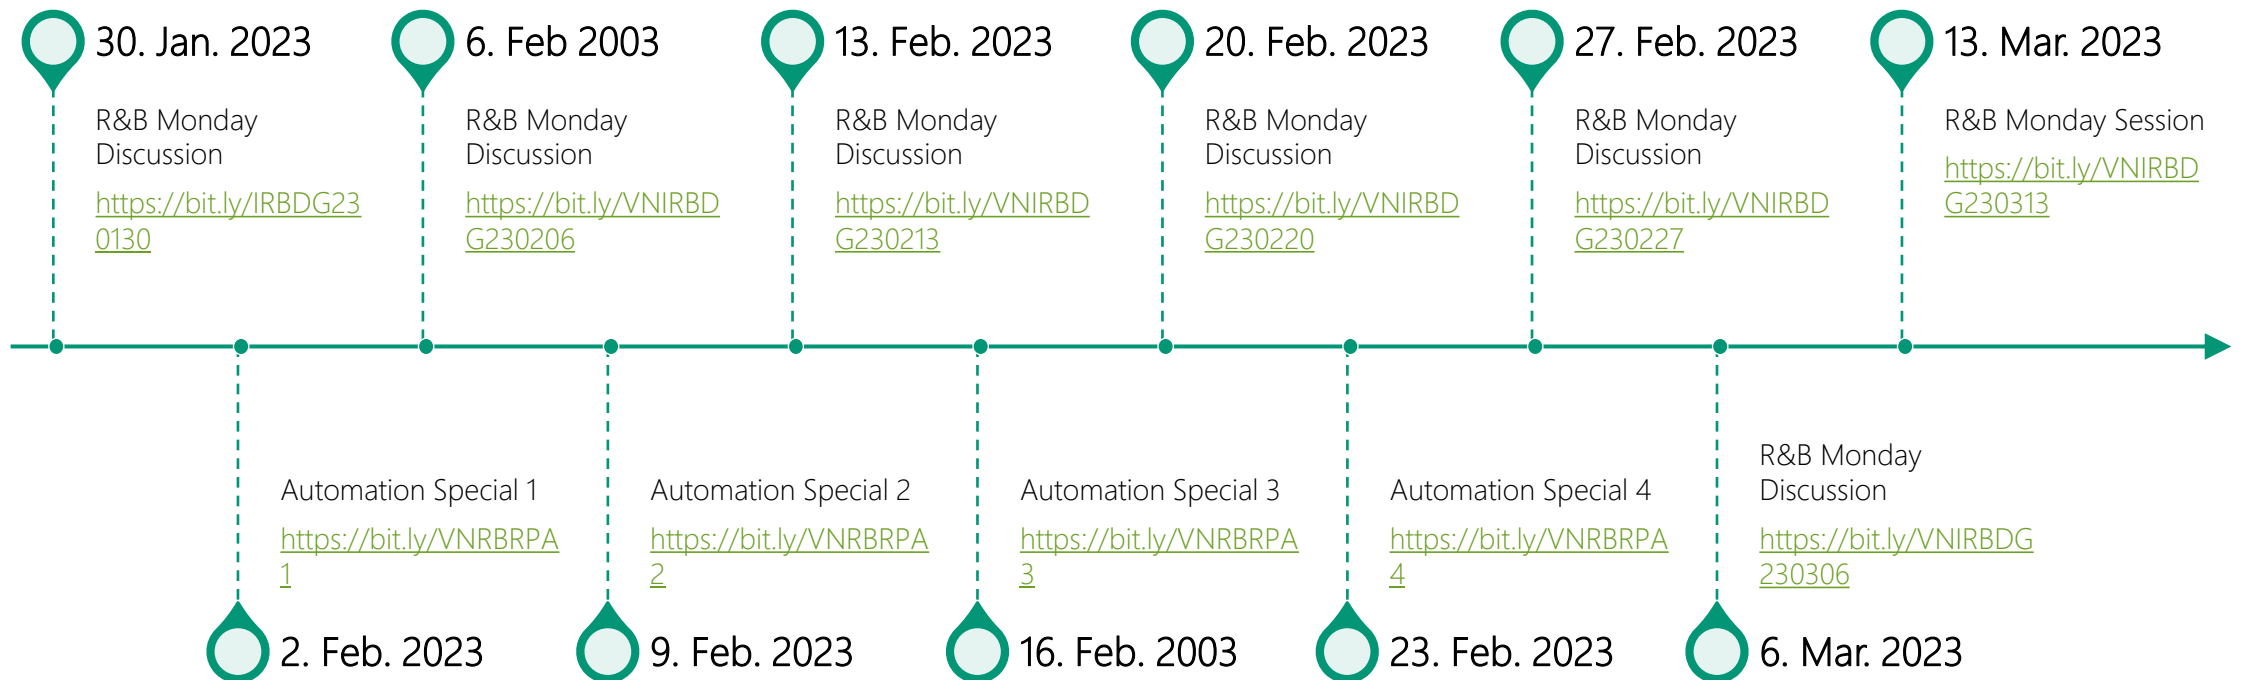 30. Jan. 2023
R&B Monday
Discussion
https://bit.ly/IRBDG23
0130
6. Feb 2003
R&B Monday
Discussion
https://bit.ly/VNIRBD
G230206
13. Feb. 2023
R&B Monday
Discussion
https://bit.ly/VNIRBD
G230213
20. Feb. 2023
R&B Monday
Discussion
https://bit.ly/VNIRBD
G230220
27. Feb. 2023
R&B Monday
Discussion
https://bit.ly/VNIRBD
G230227
13. Mar. 2023
R&B Monday Session
https://bit.ly/VNIRBD
G230313
Automation Special 1
https://bit.ly/VNRBRPA
1
2. Feb. 2023
Automation Special 2
https://bit.ly/VNRBRPA
2
9. Feb. 2023
Automation Special 3
https://bit.ly/VNRBRPA
3
16. Feb. 2003
Automation Special 4
https://bit.ly/VNRBRPA
4
23. Feb. 2023
R&B Monday
Discussion
https://bit.ly/VNIRBDG
230306
6. Mar. 2023